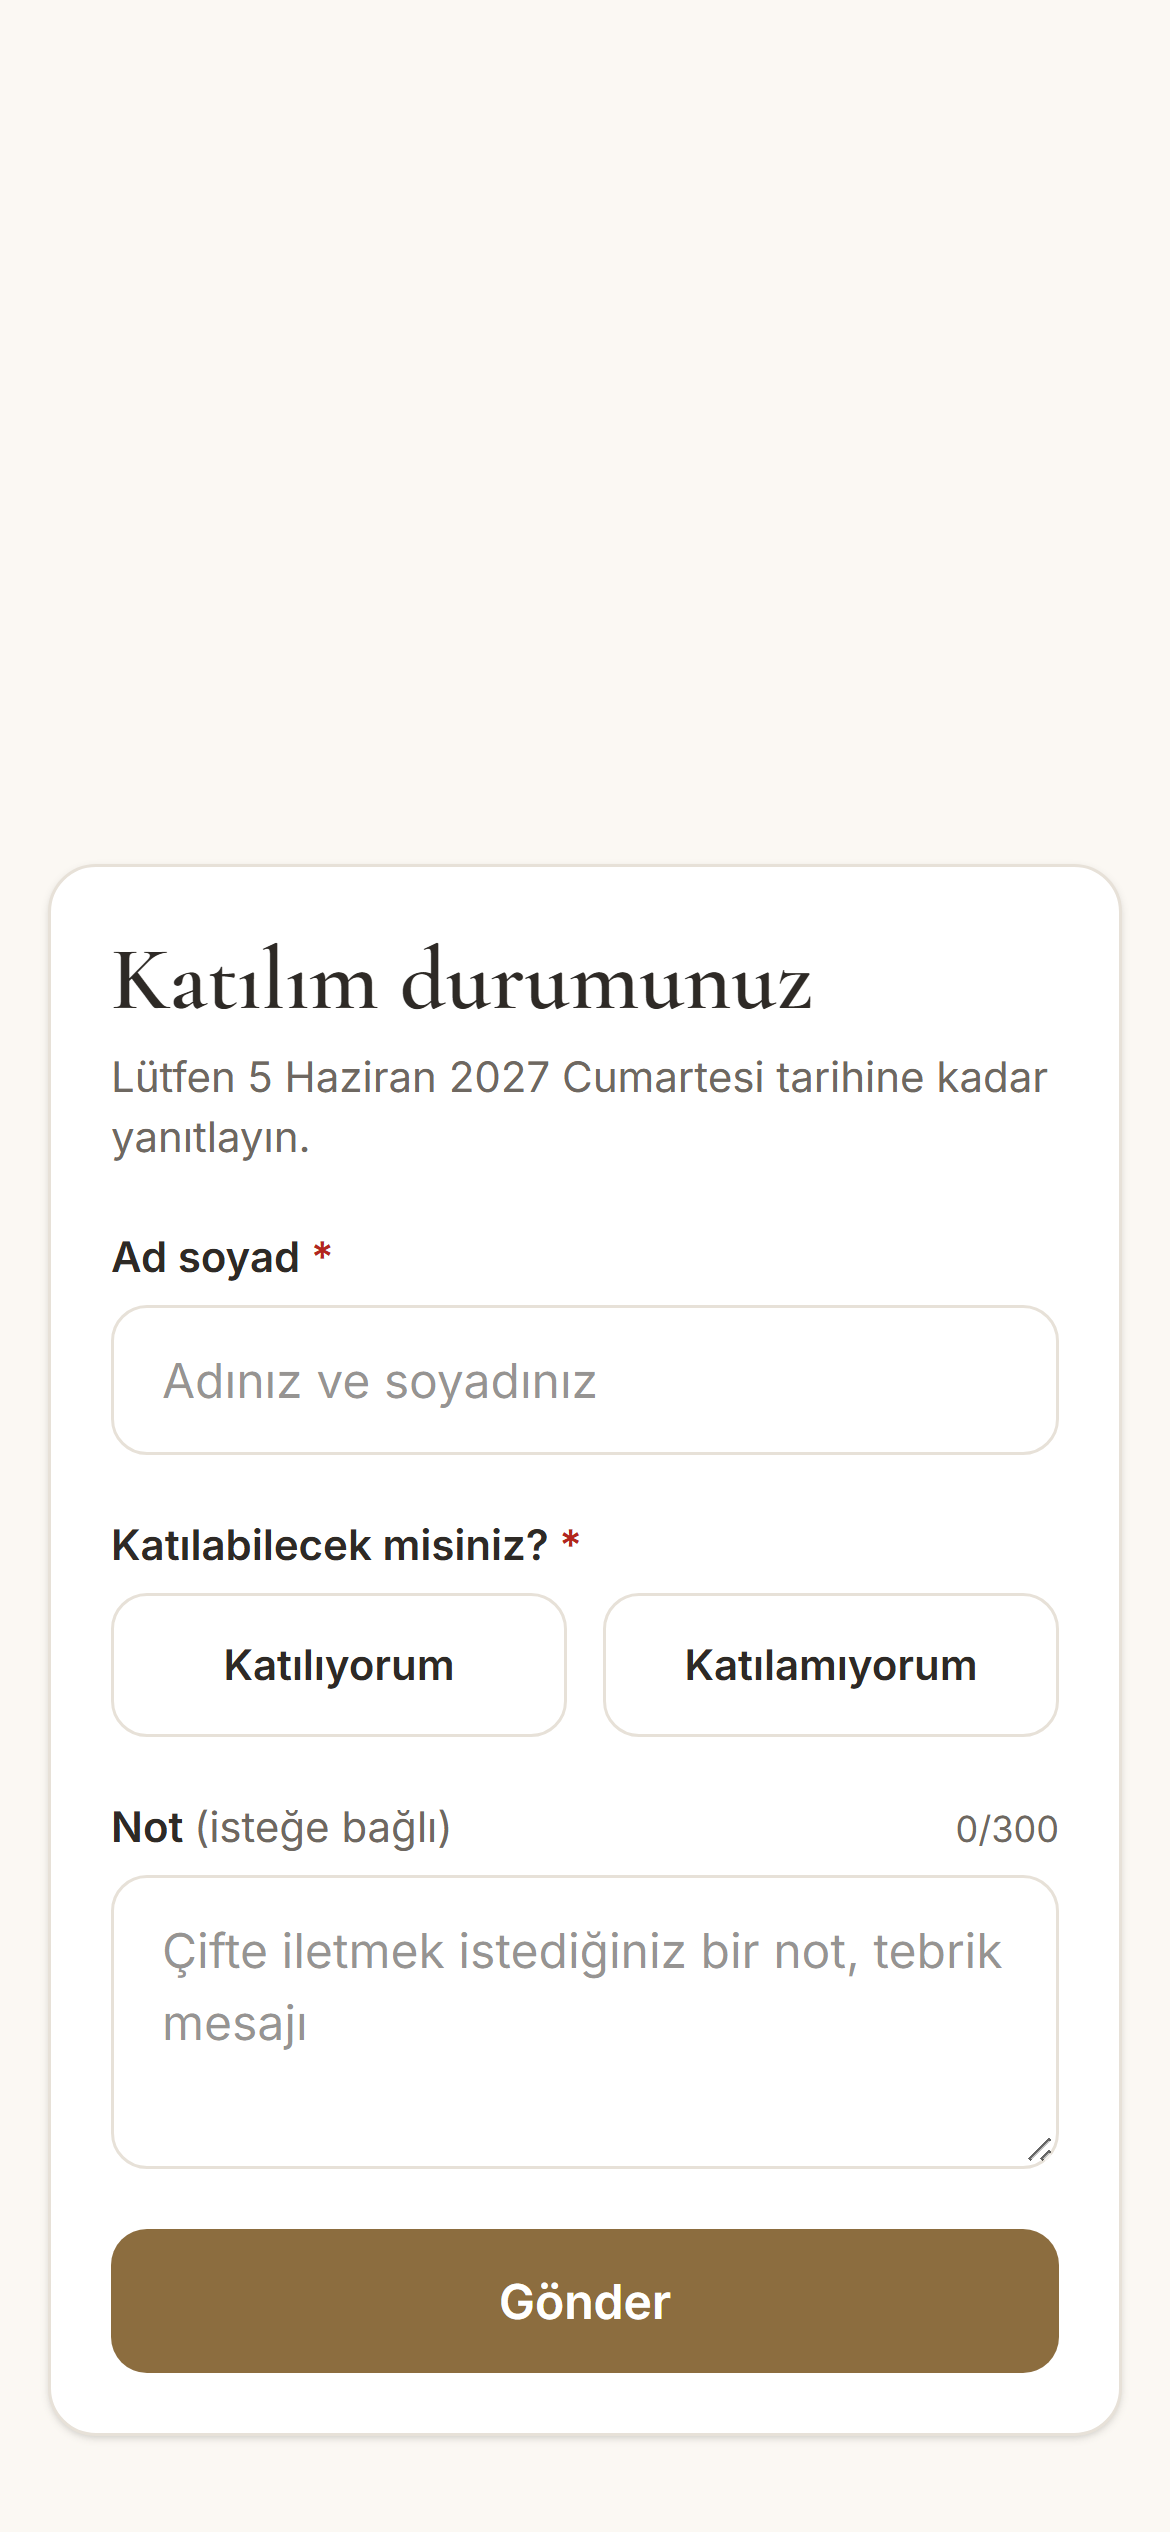 Katılım durumunuz
Lütfen 5 Haziran 2027 Cumartesi tarihine kadar
yanıtlayın.
Ad soyad *
Adınız ve soyadınız
Katılabilecek misiniz? *
Katılıyorum
Katılamıyorum
Not (isteğe bağlı)
0/300
Çifte iletmek istediğiniz bir not, tebrik
mesajı
Gönder